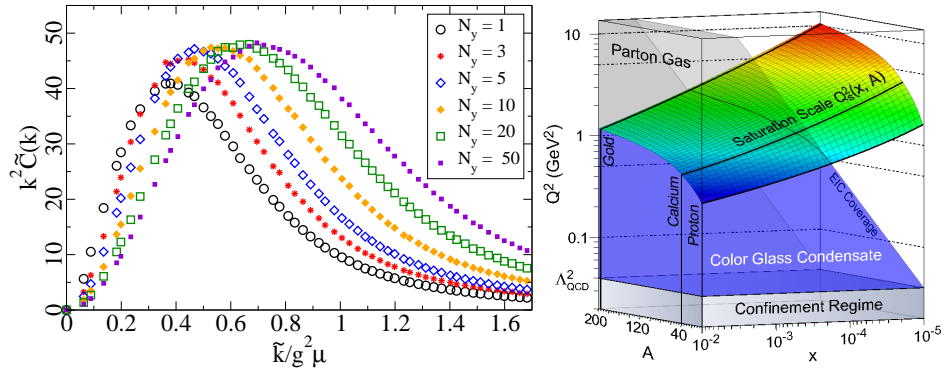 50
40
30
20
10
0
k²C̃(k)
0
0.2
0.4
0.6
0.8
1
1.2
1.4
1.6
k̃/g²μ
N_y = 1
N_y = 3
N_y = 5
N_y = 10
N_y = 20
N_y = 50
10
1
0.1
Λ²_QCD
Q² (GeV²)
Parton Gas
Saturation Scale Q²_s(x, A)
Gold
Calcium
Proton
EIC Coverage
Color Glass Condensate
Confinement Regime
200
120
40
A
10⁻²
10⁻³
10⁻⁴
10⁻⁵
x